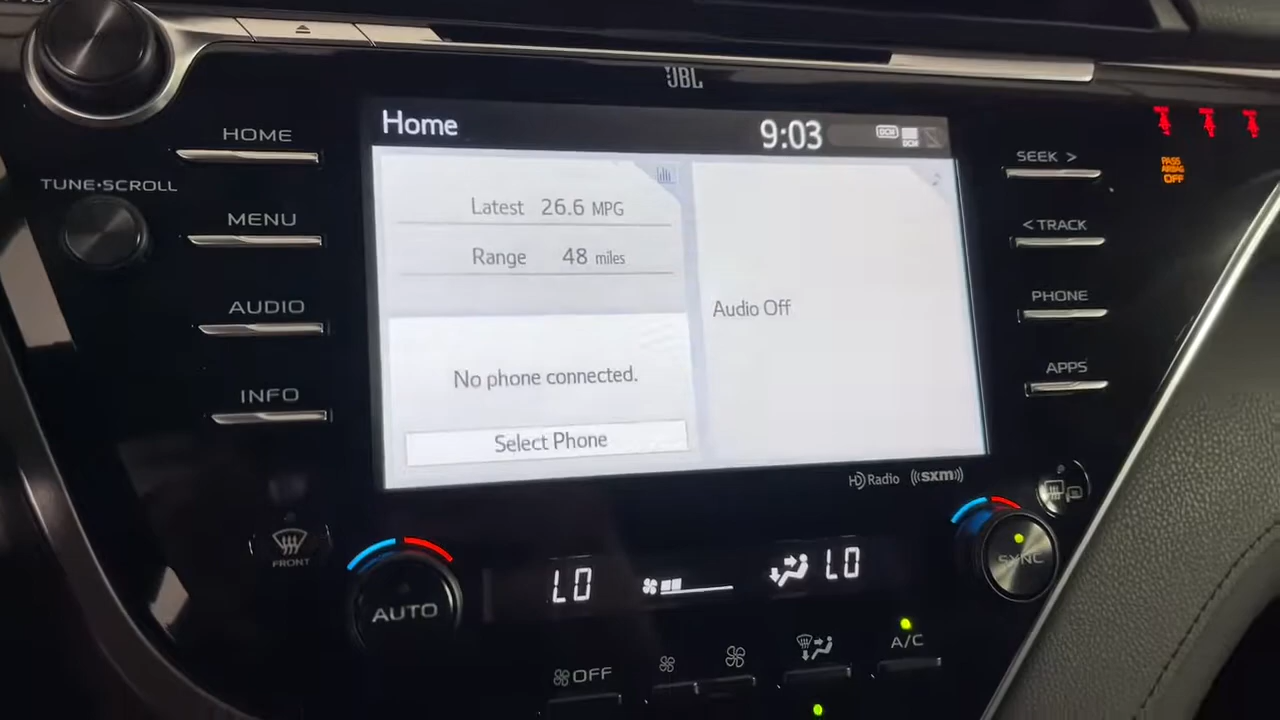 JBL
HOME
TUNE•SCROLL
MENU
AUDIO
INFO
Home
9:03
DCM
DCM
Latest 26.6 MPG
Range 48 miles
No phone connected.
Select Phone
Audio Off
SEEK >
< TRACK
PHONE
APPS
PASS
AIRBAG
OFF
HD Radio ((sxm))
FRONT
AUTO
LO
LO
SYNC
OFF
A/C